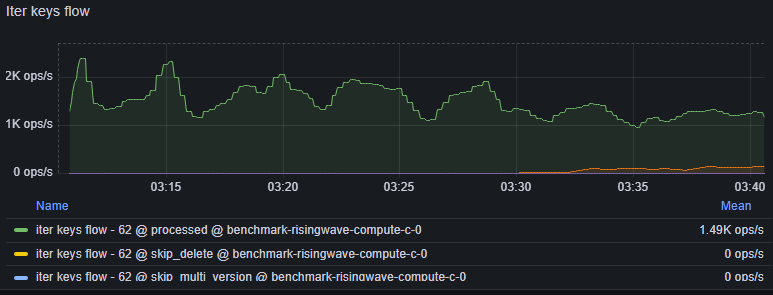 Iter keys flow
2K ops/s
1K ops/s
0 ops/s
03:15 03:20 03:25 03:30 03:35 03:40
Name Mean
iter keys flow - 62 @ processed @ benchmark-risingwave-compute-c-0 1.49K ops/s
iter keys flow - 62 @ skip_delete @ benchmark-risingwave-compute-c-0 0 ops/s
iter keys flow - 62 @ skip_multi_version @ benchmark-risingwave-compute-c-0 0 ops/s